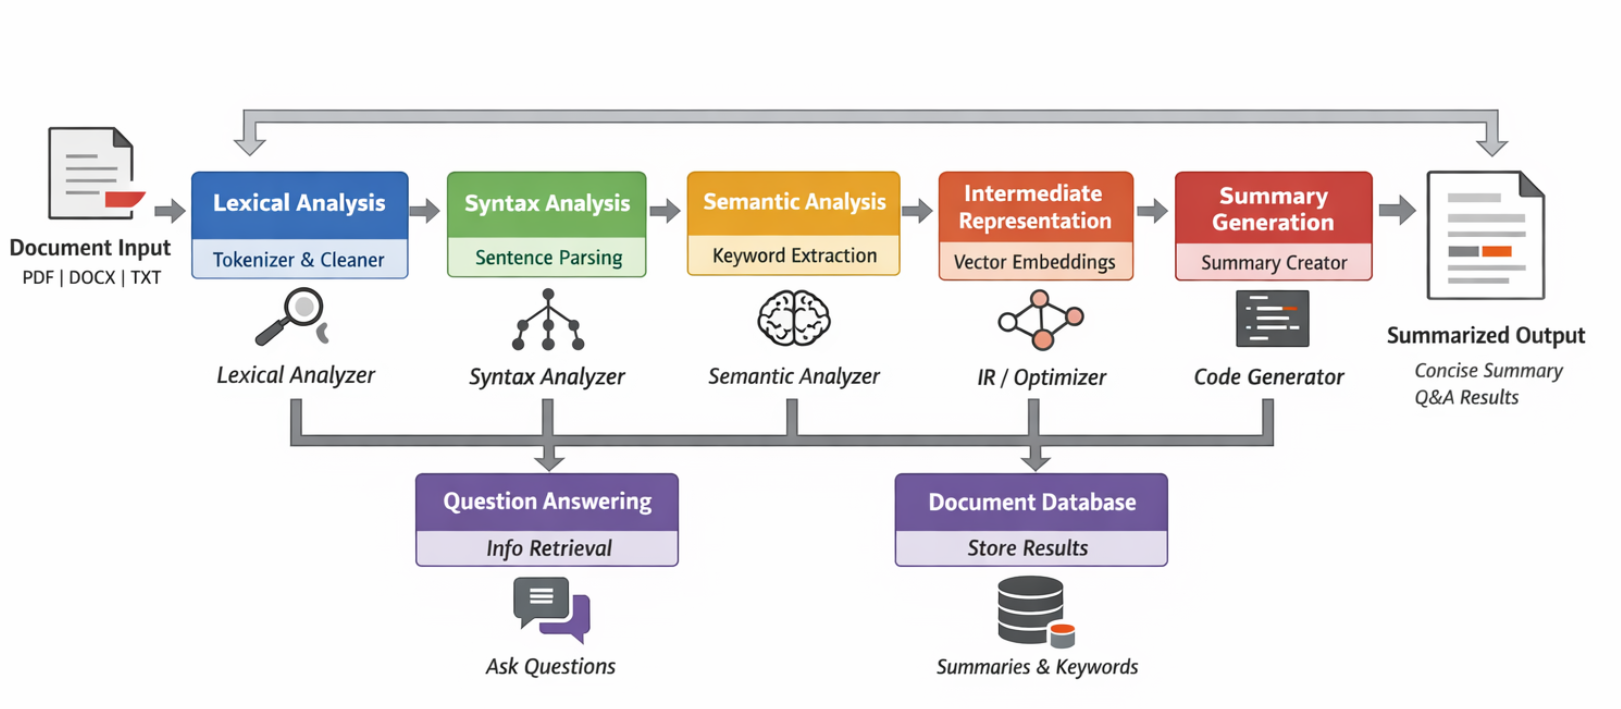 Document Input
PDF | DOCX | TXT
Lexical Analysis
Tokenizer & Cleaner
Lexical Analyzer
Syntax Analysis
Sentence Parsing
Syntax Analyzer
Semantic Analysis
Keyword Extraction
Semantic Analyzer
Intermediate
Representation
Vector Embeddings
IR / Optimizer
Summary
Generation
Summary Creator
Code Generator
Summarized Output
Concise Summary
Q&A Results
Question Answering
Info Retrieval
Ask Questions
Document Database
Store Results
Summaries & Keywords